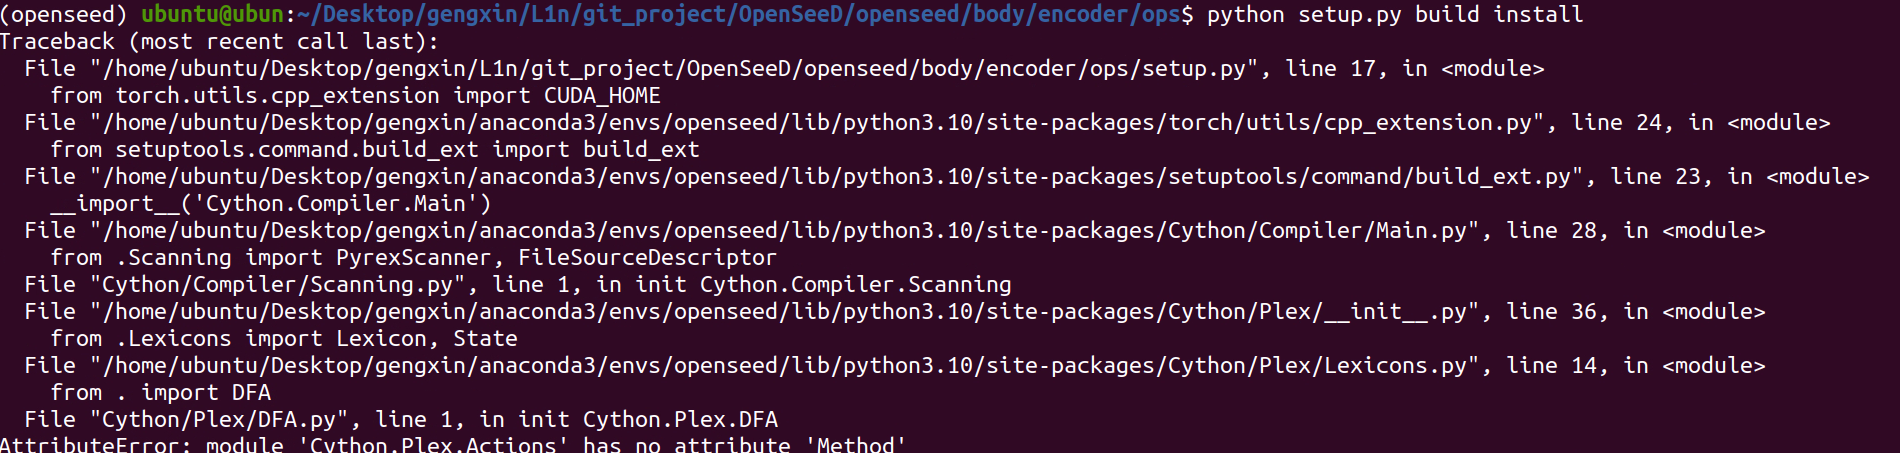 (openseed) ubuntu@ubun:~/Desktop/gengxin/L1n/git_project/OpenSeeD/openseed/body/encoder/ops$ python setup.py build install
Traceback (most recent call last):
  File "/home/ubuntu/Desktop/gengxin/L1n/git_project/OpenSeeD/openseed/body/encoder/ops/setup.py", line 17, in <module>
    from torch.utils.cpp_extension import CUDA_HOME
  File "/home/ubuntu/Desktop/gengxin/anaconda3/envs/openseed/lib/python3.10/site-packages/torch/utils/cpp_extension.py", line 24, in <module>
    from setuptools.command.build_ext import build_ext
  File "/home/ubuntu/Desktop/gengxin/anaconda3/envs/openseed/lib/python3.10/site-packages/setuptools/command/build_ext.py", line 23, in <module>
    __import__('Cython.Compiler.Main')
  File "/home/ubuntu/Desktop/gengxin/anaconda3/envs/openseed/lib/python3.10/site-packages/Cython/Compiler/Main.py", line 28, in <module>
    from .Scanning import PyrexScanner, FileSourceDescriptor
  File "Cython/Compiler/Scanning.py", line 1, in init Cython.Compiler.Scanning
  File "/home/ubuntu/Desktop/gengxin/anaconda3/envs/openseed/lib/python3.10/site-packages/Cython/Plex/__init__.py", line 36, in <module>
    from .Lexicons import Lexicon, State
  File "/home/ubuntu/Desktop/gengxin/anaconda3/envs/openseed/lib/python3.10/site-packages/Cython/Plex/Lexicons.py", line 14, in <module>
    from . import DFA
  File "Cython/Plex/DFA.py", line 1, in init Cython.Plex.DFA
AttributeError: module 'Cython.Plex.Actions' has no attribute 'Method'